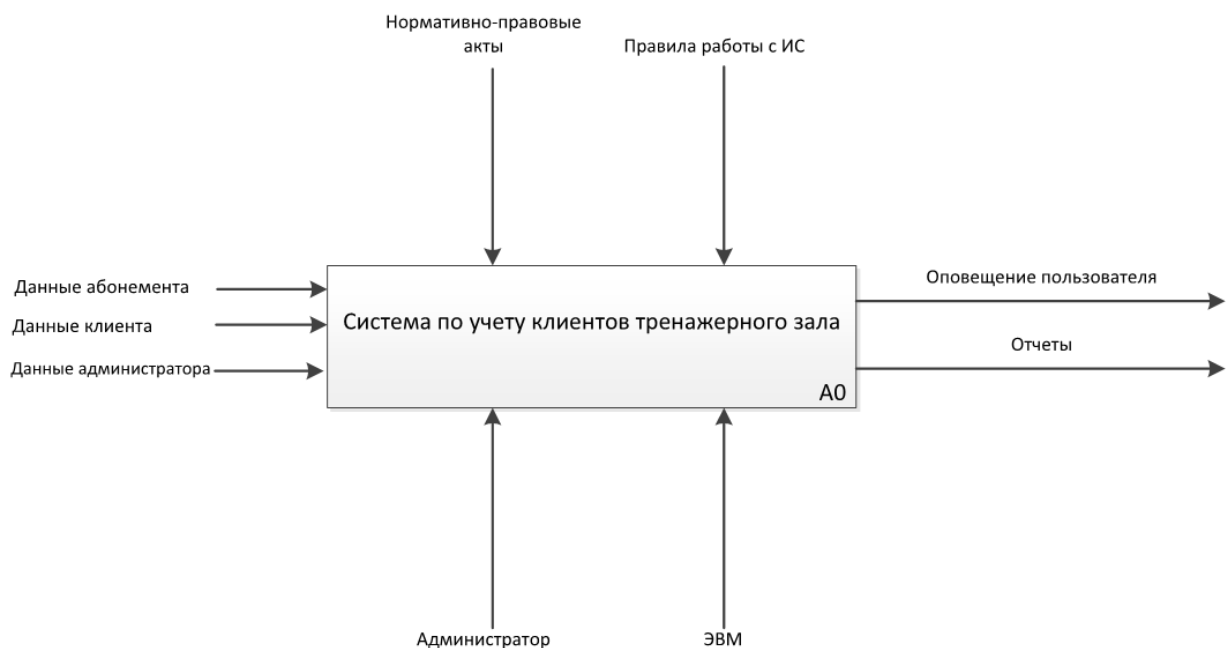 Нормативно-правовые
акты
Правила работы с ИС
Данные абонемента
Данные клиента
Данные администратора
Система по учету клиентов тренажерного зала
A0
Оповещение пользователя
Отчеты
Администратор
ЭВМ